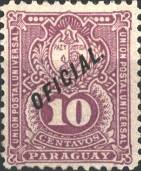 UNION POSTAL UNIVERSAL
PAZ Y JUSTICIA
UNION POSTAL UNIVERSAL
OFICIAL.
10
CENTAVOS
PARAGUAY